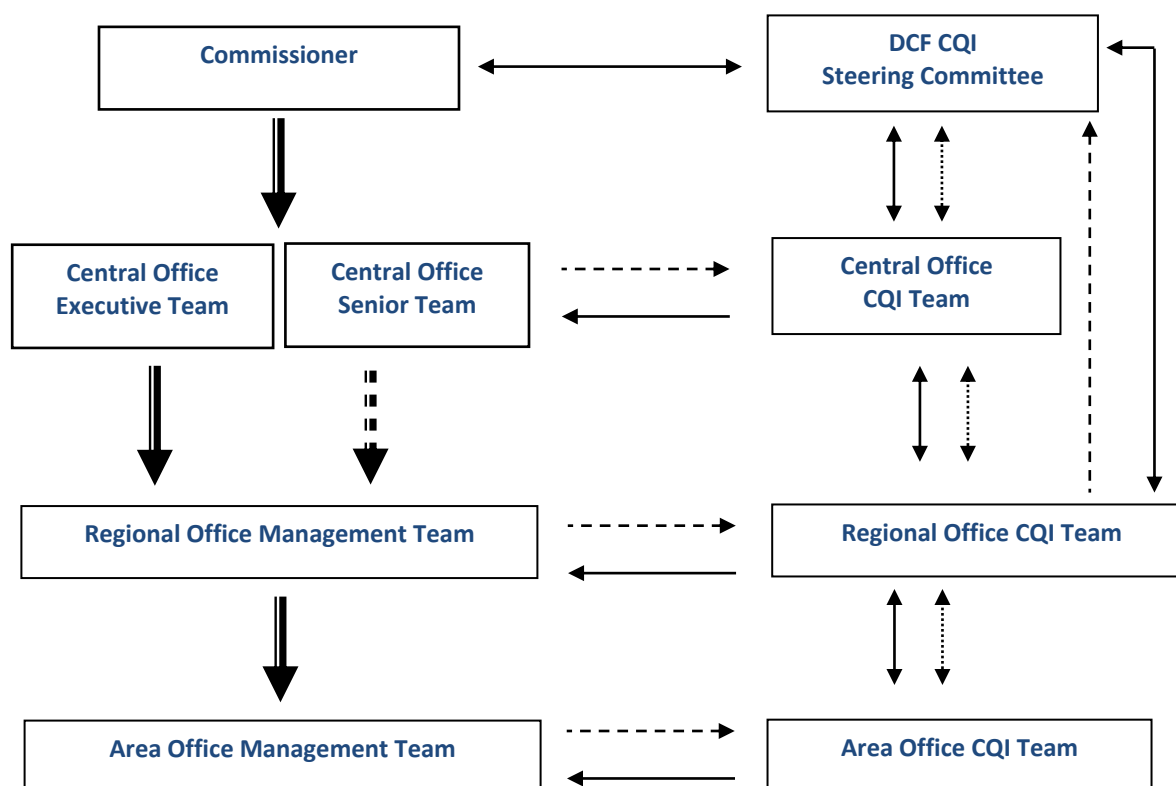 Commissioner
DCF CQI
Steering Committee
Central Office
Executive Team
Central Office
Senior Team
Central Office
CQI Team
Regional Office Management Team
Regional Office CQI Team
Area Office Management Team
Area Office CQI Team